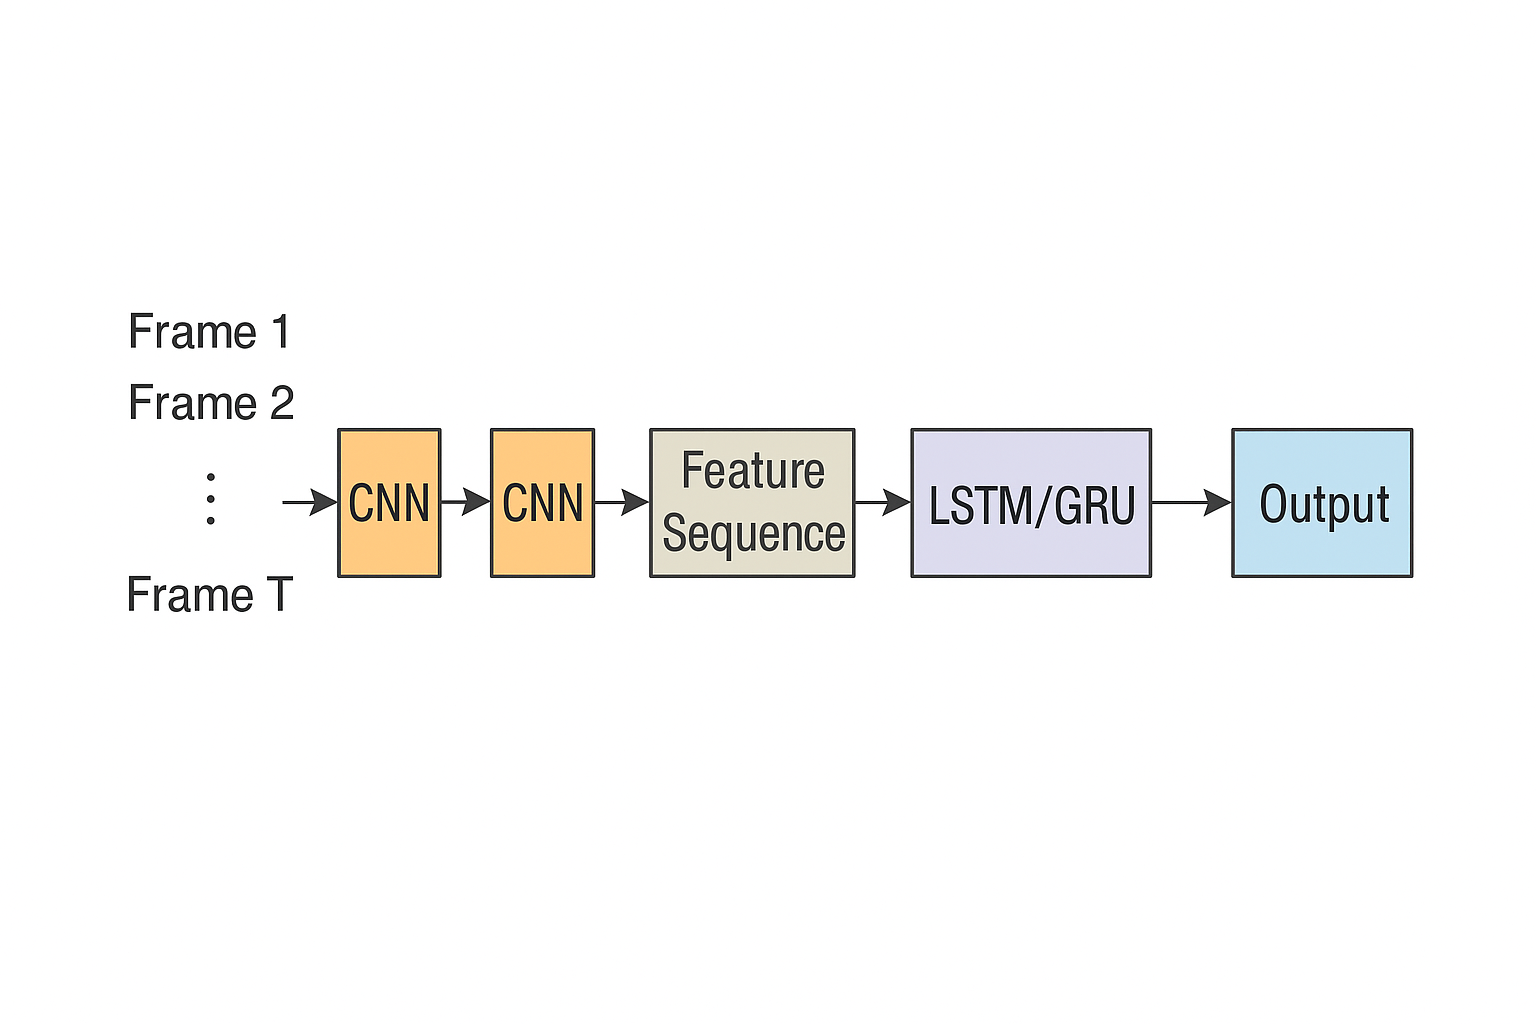 Frame 1
Frame 2
⋮
Frame T
CNN
CNN
Feature
Sequence
LSTM/GRU
Output